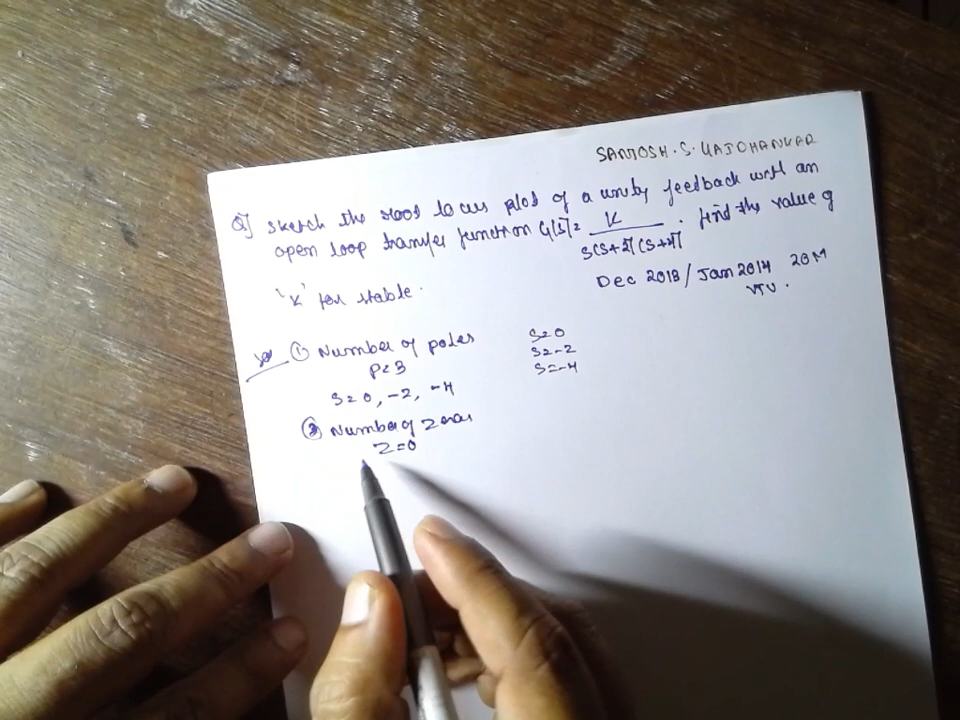 SANTOSH.S.
Q] Sketch the root locus plot of a unity feedback with an
open loop transfer function G(s)= K / s(s+2)(s+4) . find the value of
'K' for stable.
Dec 2013/Jan 2014 20M
VTU.
① Number of poles
P=3
s=0, -2, -4
s=0
s=-2
s=-4
② Number of Zeros
Z=0